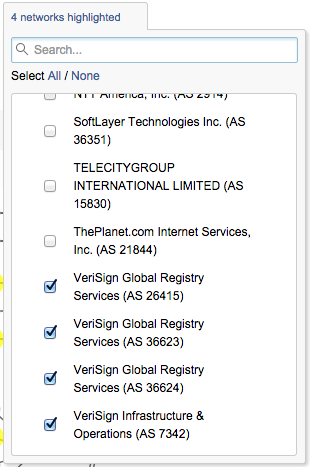 4 networks highlighted
Search...
Select All / None
NTT America, Inc. (AS 2914)
SoftLayer Technologies Inc. (AS
36351)
TELECITYGROUP
INTERNATIONAL LIMITED (AS
15830)
ThePlanet.com Internet Services,
Inc. (AS 21844)
VeriSign Global Registry
Services (AS 26415)
VeriSign Global Registry
Services (AS 36623)
VeriSign Global Registry
Services (AS 36624)
VeriSign Infrastructure &
Operations (AS 7342)